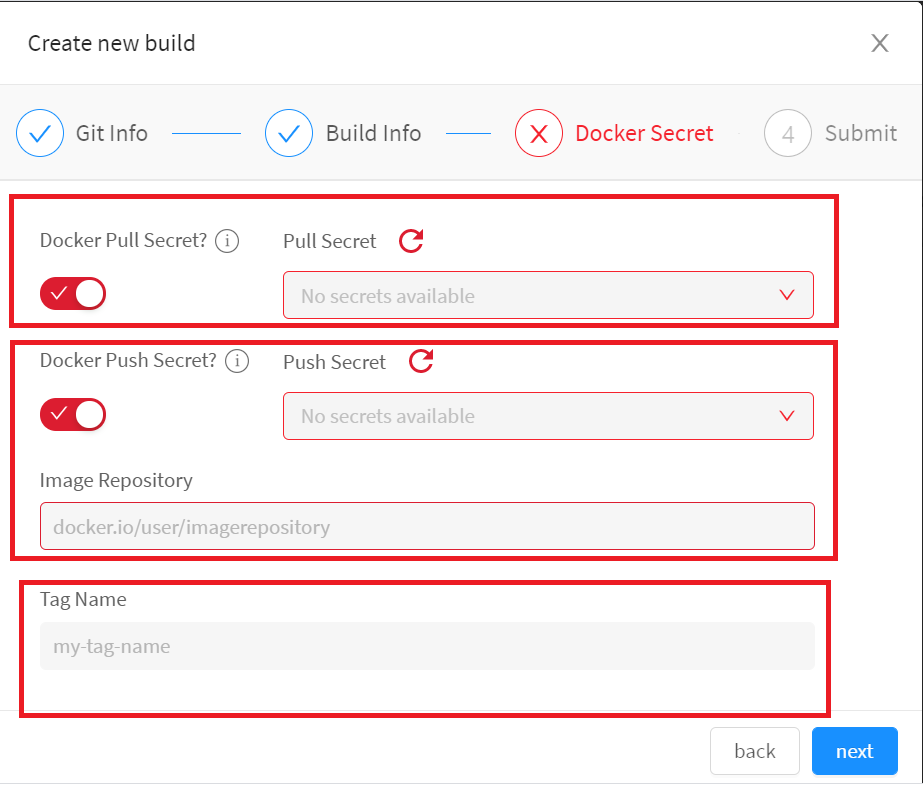 Create new build
Git Info
Build Info
Docker Secret
4
Submit
Docker Pull Secret?
Pull Secret
No secrets available
Docker Push Secret?
Push Secret
No secrets available
Image Repository
docker.io/user/imagerepository
Tag Name
my-tag-name
back
next